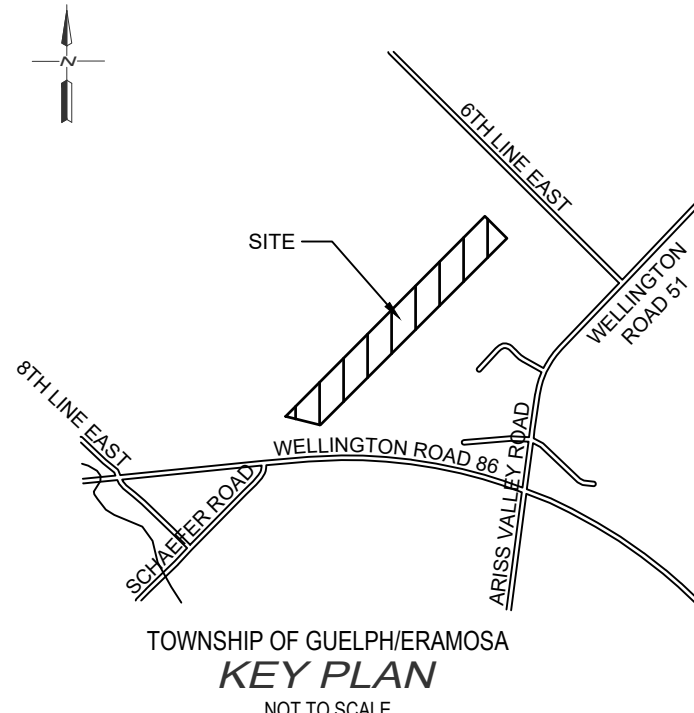 N
6TH LINE EAST
SITE
WELLINGTON
ROAD 51
8TH LINE EAST
WELLINGTON ROAD 86
ARISS VALLEY ROAD
SCHAEFER ROAD
TOWNSHIP OF GUELPH/ERAMOSA
KEY PLAN
NOT TO SCALE